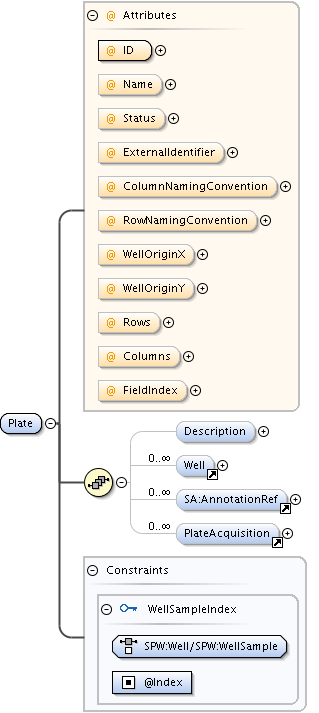 Attributes
@ ID
@ Name
@ Status
@ ExternalIdentifier
@ ColumnNamingConvention
@ RowNamingConvention
@ WellOriginX
@ WellOriginY
@ Rows
@ Columns
@ FieldIndex
Plate
Description
0..∞ Well
0..∞ SA:AnnotationRef
0..∞ PlateAcquisition
Constraints
WellSampleIndex
SPW:Well/SPW:WellSample
@Index